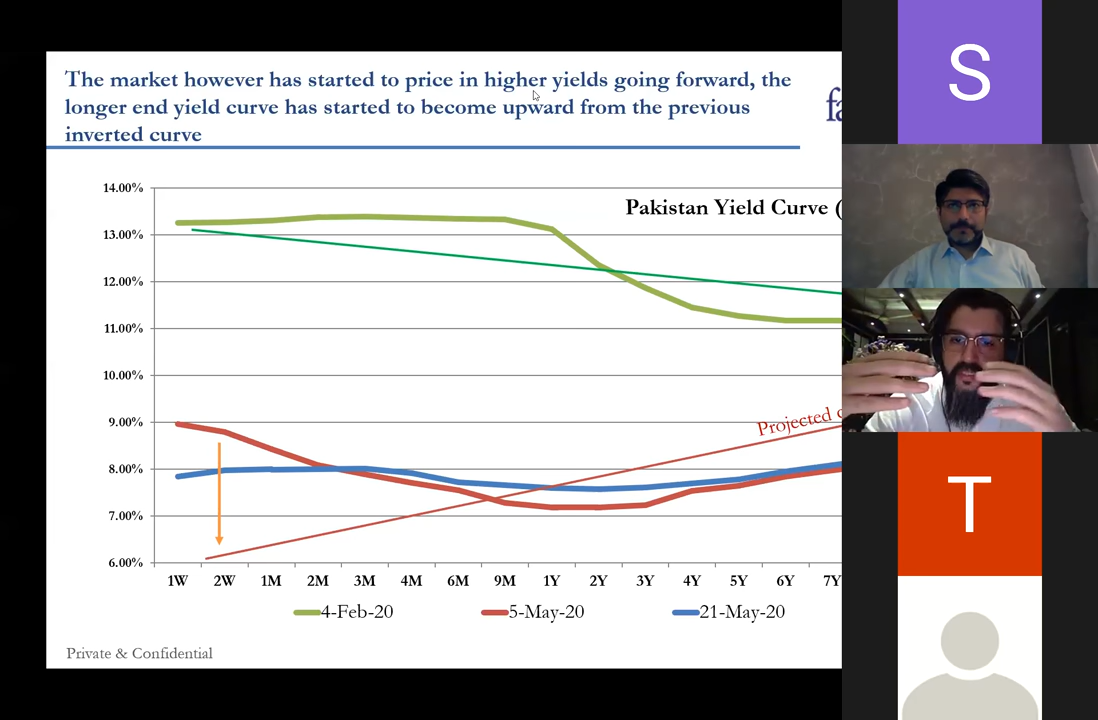 The market however has started to price in higher yields going forward, the
longer end yield curve has started to become upward from the previous
inverted curve
fa
S
Pakistan Yield Curve (
14.00%
13.00%
12.00%
11.00%
10.00%
9.00%
8.00%
7.00%
6.00%
Projected
1W 2W 1M 2M 3M 4M 6M 9M 1Y 2Y 3Y 4Y 5Y 6Y 7Y
4-Feb-20 5-May-20 21-May-20
Private & Confidential
T